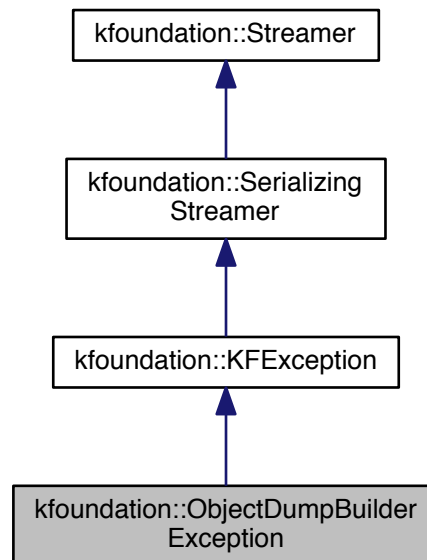 kfoundation::Streamer
kfoundation::Serializing
Streamer
kfoundation::KFException
kfoundation::ObjectDumpBuilder
Exception